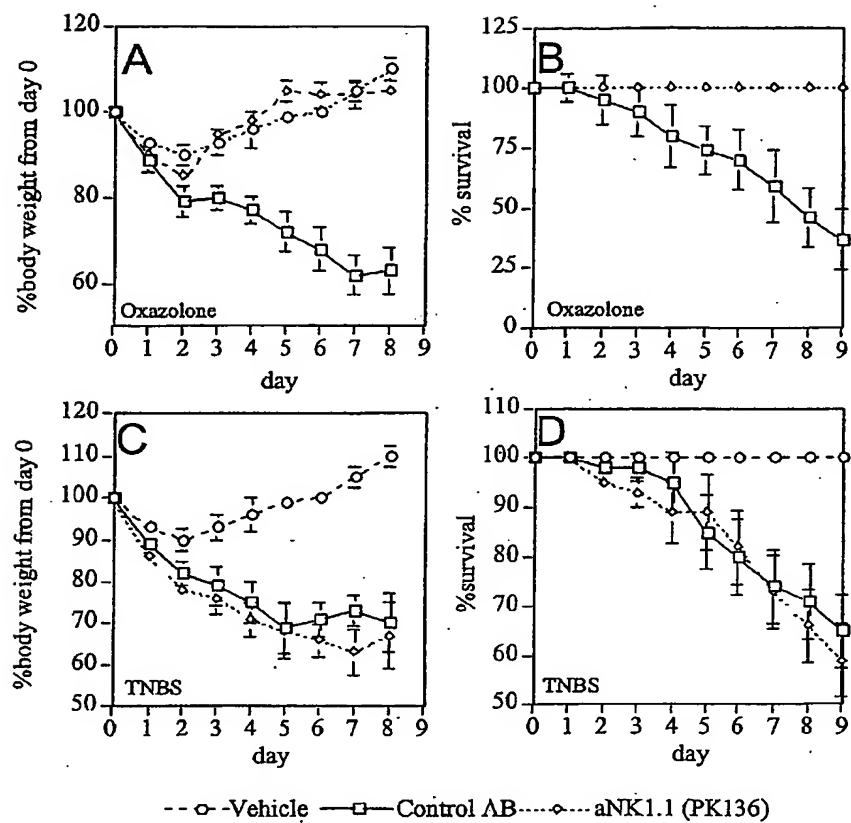 A
%body weight from day 0
120
100
80
60
Oxazolone
0 1 2 3 4 5 6 7 8 9
day
B
% survival
125
100
75
50
25
0
Oxazolone
0 1 2 3 4 5 6 7 8 9
day
C
%body weight from day 0
120
110
100
90
80
70
60
50
TNBS
0 1 2 3 4 5 6 7 8 9
day
D
%survival
110
100
90
80
70
60
50
TNBS
0 1 2 3 4 5 6 7 8 9
day
Vehicle
Control AB
aNK1.1 (PK136)